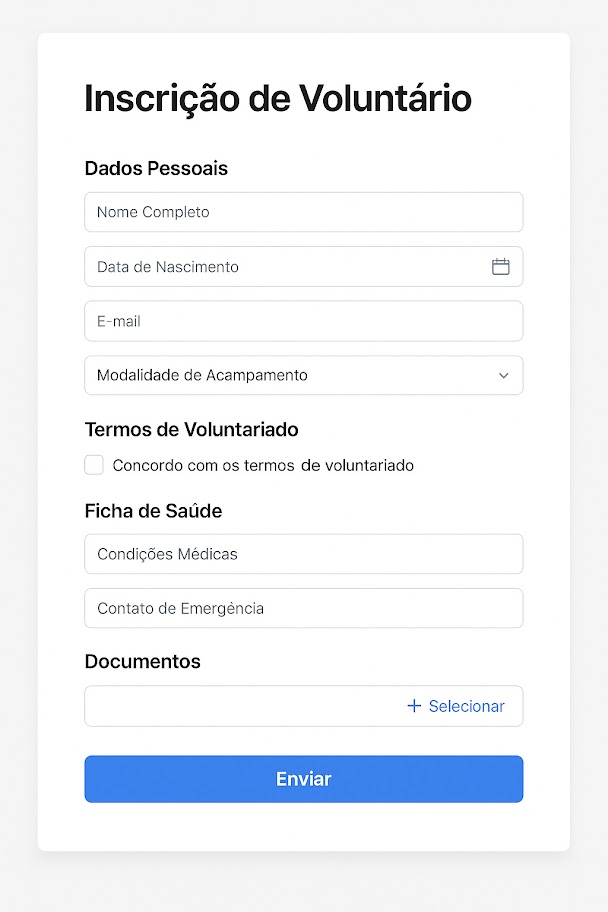 Inscrição de Voluntário
Dados Pessoais
Nome Completo
Data de Nascimento
E-mail
Modalidade de Acampamento
Termos de Voluntariado
Concordo com os termos de voluntariado
Ficha de Saúde
Condições Médicas
Contato de Emergência
Documentos
+ Selecionar
Enviar